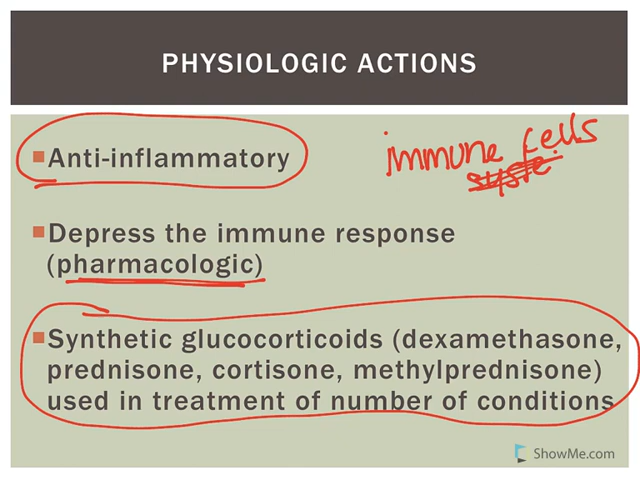 PHYSIOLOGIC ACTIONS
Anti-inflammatory
immune cells
syste
Depress the immune response
(pharmacologic)
Synthetic glucocorticoids (dexamethasone,
prednisone, cortisone, methylprednisone)
used in treatment of number of conditions
ShowMe.com